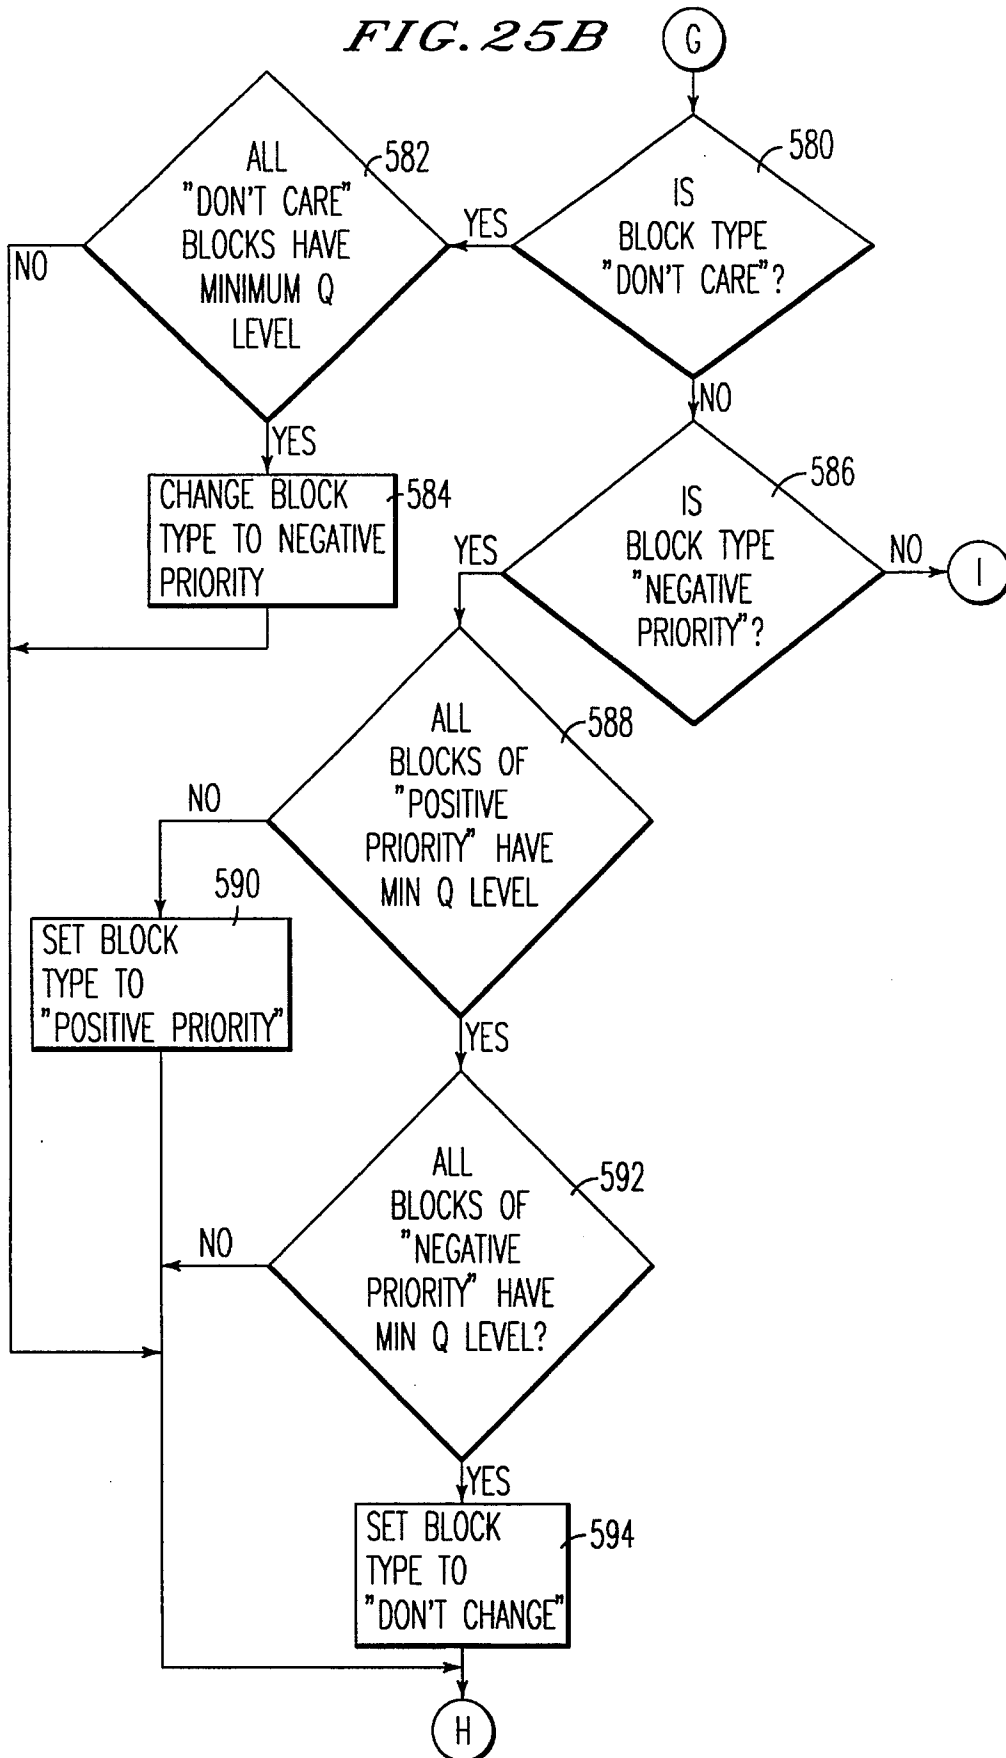 FIG. 25B
G
580
IS
BLOCK TYPE
"DON'T CARE"?
YES
NO
582
ALL
"DON'T CARE"
BLOCKS HAVE
MINIMUM Q
LEVEL
NO
YES
584
CHANGE BLOCK
TYPE TO NEGATIVE
PRIORITY
586
IS
BLOCK TYPE
"NEGATIVE
PRIORITY"?
YES
NO
I
588
ALL
BLOCKS OF
"POSITIVE
PRIORITY" HAVE
MIN Q LEVEL
NO
YES
590
SET BLOCK
TYPE TO
"POSITIVE PRIORITY"
592
ALL
BLOCKS OF
"NEGATIVE
PRIORITY" HAVE
MIN Q LEVEL?
NO
YES
594
SET BLOCK
TYPE TO
"DON'T CHANGE"
H